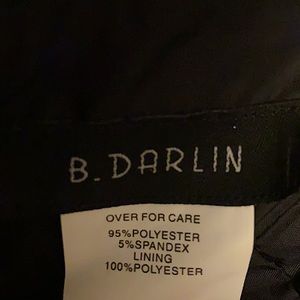 B. DARLIN
OVER FOR CARE
95%POLYESTER
5%SPANDEX
LINING
100%POLYESTER